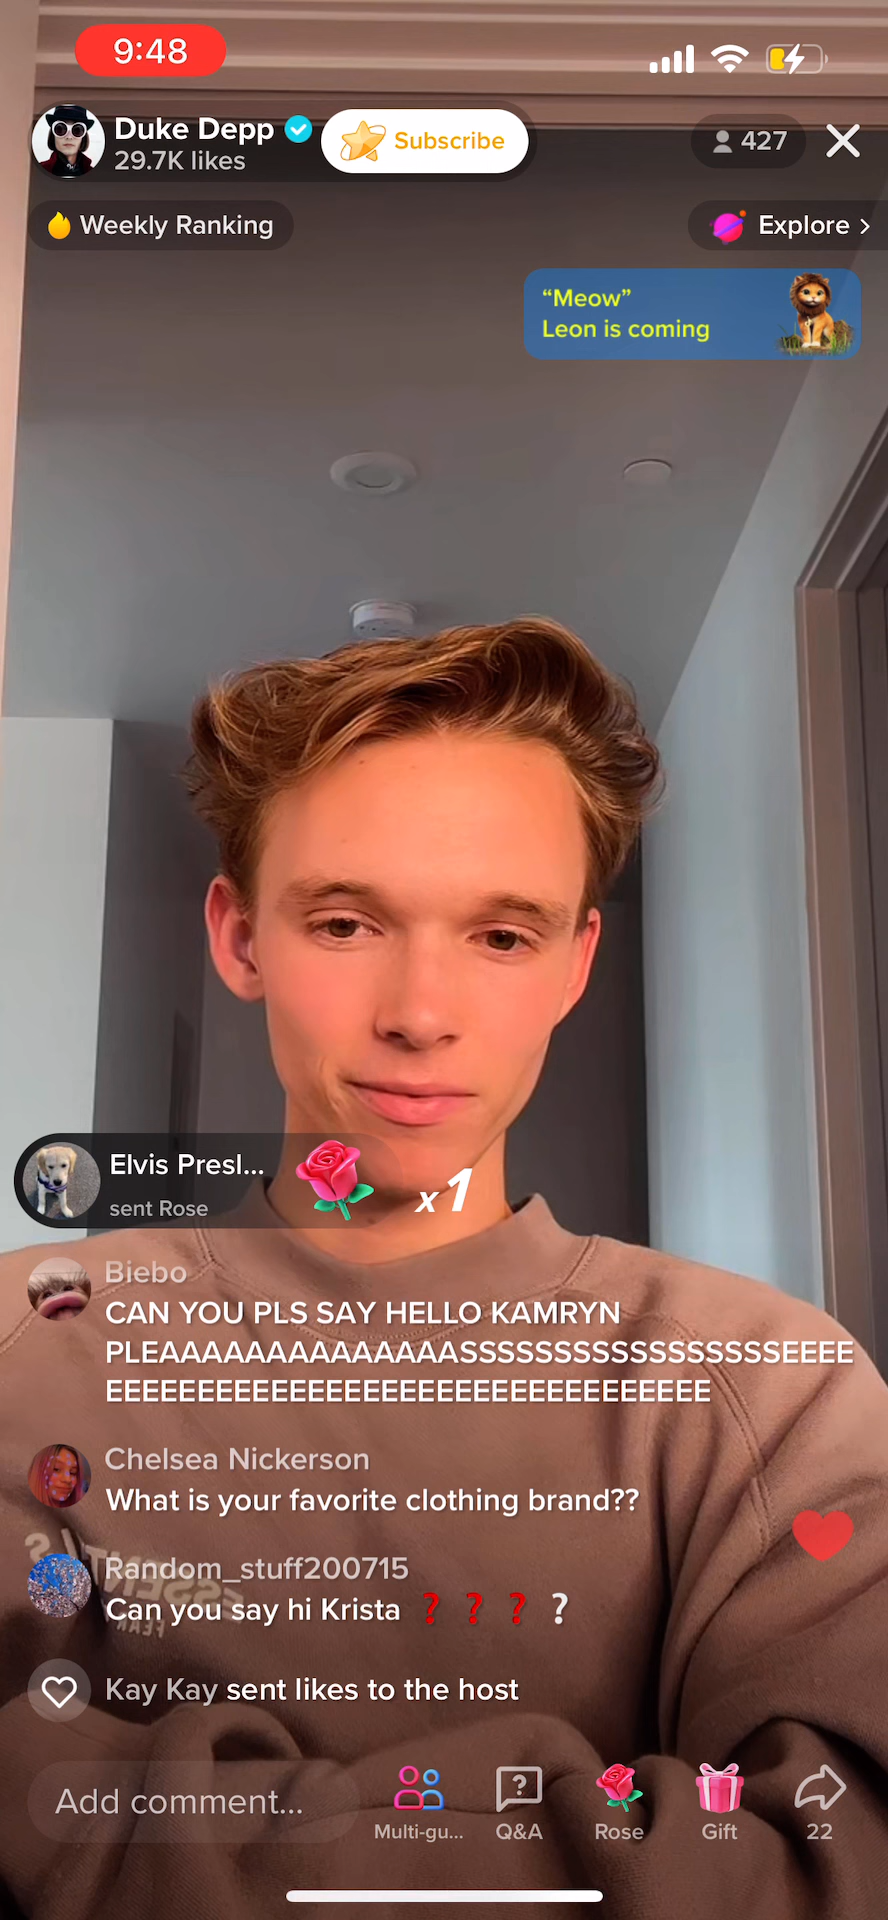 9:48
Duke Depp
29.7K likes
Subscribe
427
Weekly Ranking
Explore >
“Meow”
Leon is coming
Elvis Presl...
sent Rose
x1
Biebo
CAN YOU PLS SAY HELLO KAMRYN
PLEAAAAAAAAAAAAAAASSSSSSSSSSSSSSSSSSEEEE
EEEEEEEEEEEEEEEEEEEEEEEEEEEEEEEEE
Chelsea Nickerson
What is your favorite clothing brand??
Random_stuff200715
Can you say hi Krista ❓❓❓❔
Kay Kay sent likes to the host
Add comment...
Multi-gu...
Q&A
Rose
Gift
22